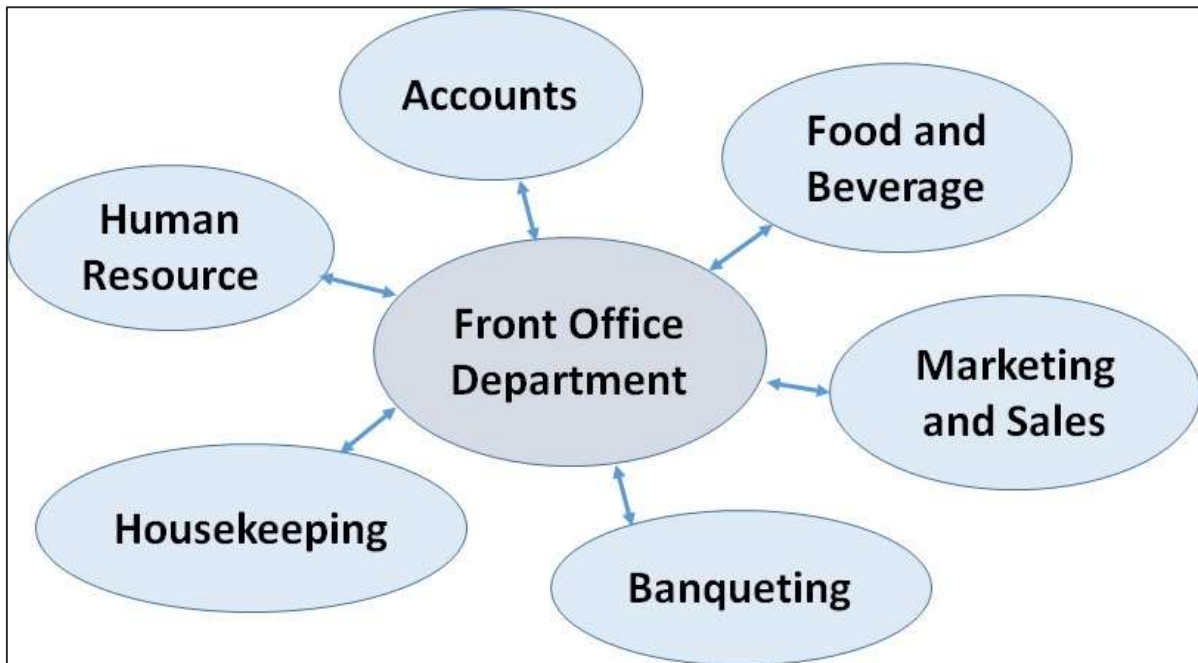 Accounts
Food and
Beverage
Human
Resource
Front Office
Department
Marketing
and Sales
Housekeeping
Banqueting